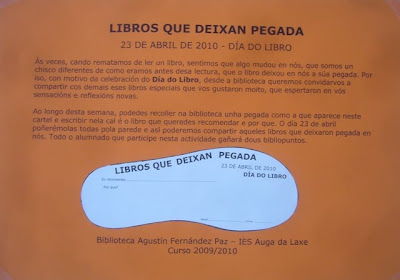 LIBROS QUE DEIXAN PEGADA
23 DE ABRIL DE 2010 - DÍA DO LIBRO
Ás veces, cando rematamos de ler un libro, sentimos que algo mudou en nós, que somos un
chisco diferentes de como eramos antes desa lectura, que o libro deixou en nós a súa pegada. Por
iso, con motivo da celebración do Día do Libro, desde a biblioteca queremos convidarvos a
compartir cos demais eses libros especiais que vos gustaron moito, que espertaron en vós
sensacións e reflexións novas.
Ao longo desta semana, podedes recoller na biblioteca unha pegada como a que aparece neste
cartel e escribir nela cal é o libro que queredes recomendar e por que. O día 23 de abril
poñerémolas todas pola parede e así poderemos compartir aqueles libros que deixaron pegada en
nós. Todo o alumnado que participe nesta actividade gañará dous bibliopuntos.
LIBROS QUE DEIXAN PEGADA
23 DE ABRIL DE 2010
DÍA DO LIBRO
Por que?
Biblioteca Agustín Fernández Paz – IES Auga da Laxe
Curso 2009/2010